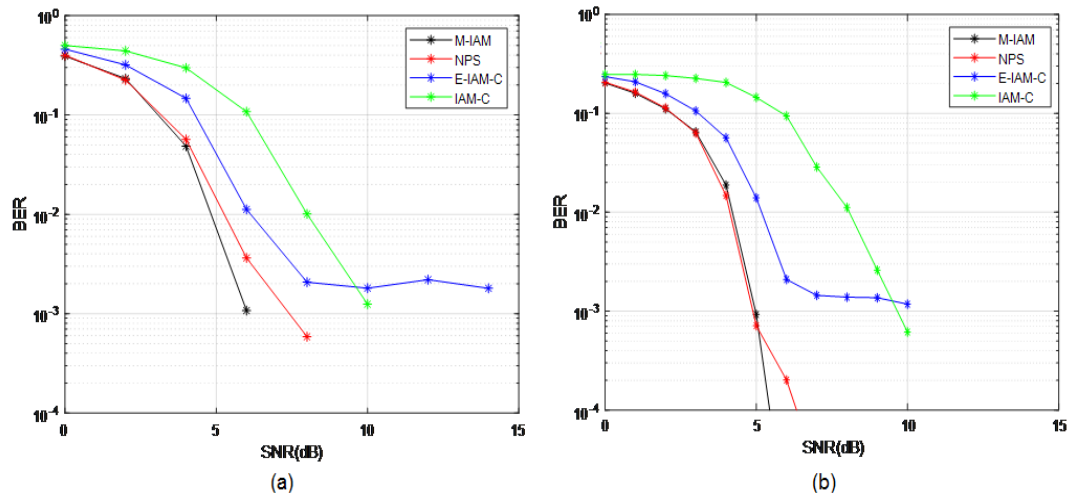 10^0
10^-1
10^-2
10^-3
10^-4
BER
0
5
10
15
SNR(dB)
M-IAM
NPS
E-IAM-C
IAM-C
(a)
10^0
10^-1
10^-2
10^-3
10^-4
BER
0
5
10
15
SNR(dB)
M-IAM
NPS
E-IAM-C
IAM-C
(b)